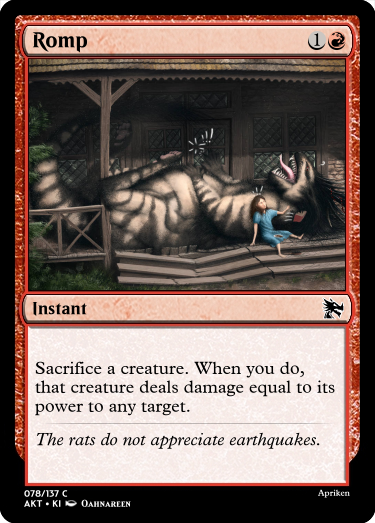 Romp 1
Instant
Sacrifice a creature. When you do,
that creature deals damage equal to its
power to any target.
The rats do not appreciate earthquakes.
078/137 C
Apriken
AKT • KI Oahnareen